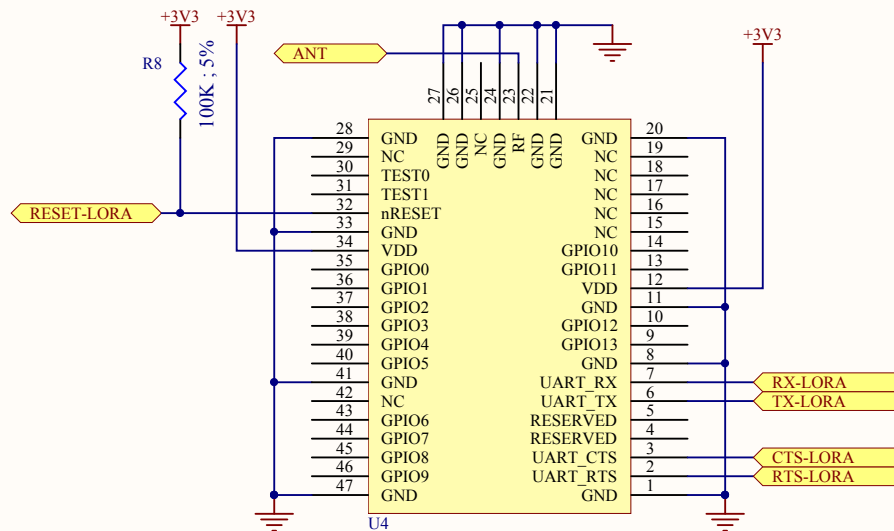 +3V3 +3V3
R8
100K ; 5%
ANT
+3V3
27 26 25 24 23 22 21
GND GND NC GND RF GND GND
28 GND
29 NC
30 TEST0
31 TEST1
RESET-LORA 32 nRESET
33 GND
34 VDD
35 GPIO0
36 GPIO1
37 GPIO2
38 GPIO3
39 GPIO4
40 GPIO5
41 GND
42 NC
43 GPIO6
44 GPIO7
45 GPIO8
46 GPIO9
47 GND
GND 20
NC 19
NC 18
NC 17
NC 16
NC 15
GPIO10 14
GPIO11 13
VDD 12
GND 11
GPIO12 10
GPIO13 9
GND 8
UART_RX 7 RX-LORA
UART_TX 6 TX-LORA
RESERVED 5
RESERVED 4
UART_CTS 3 CTS-LORA
UART_RTS 2 RTS-LORA
GND 1
U4